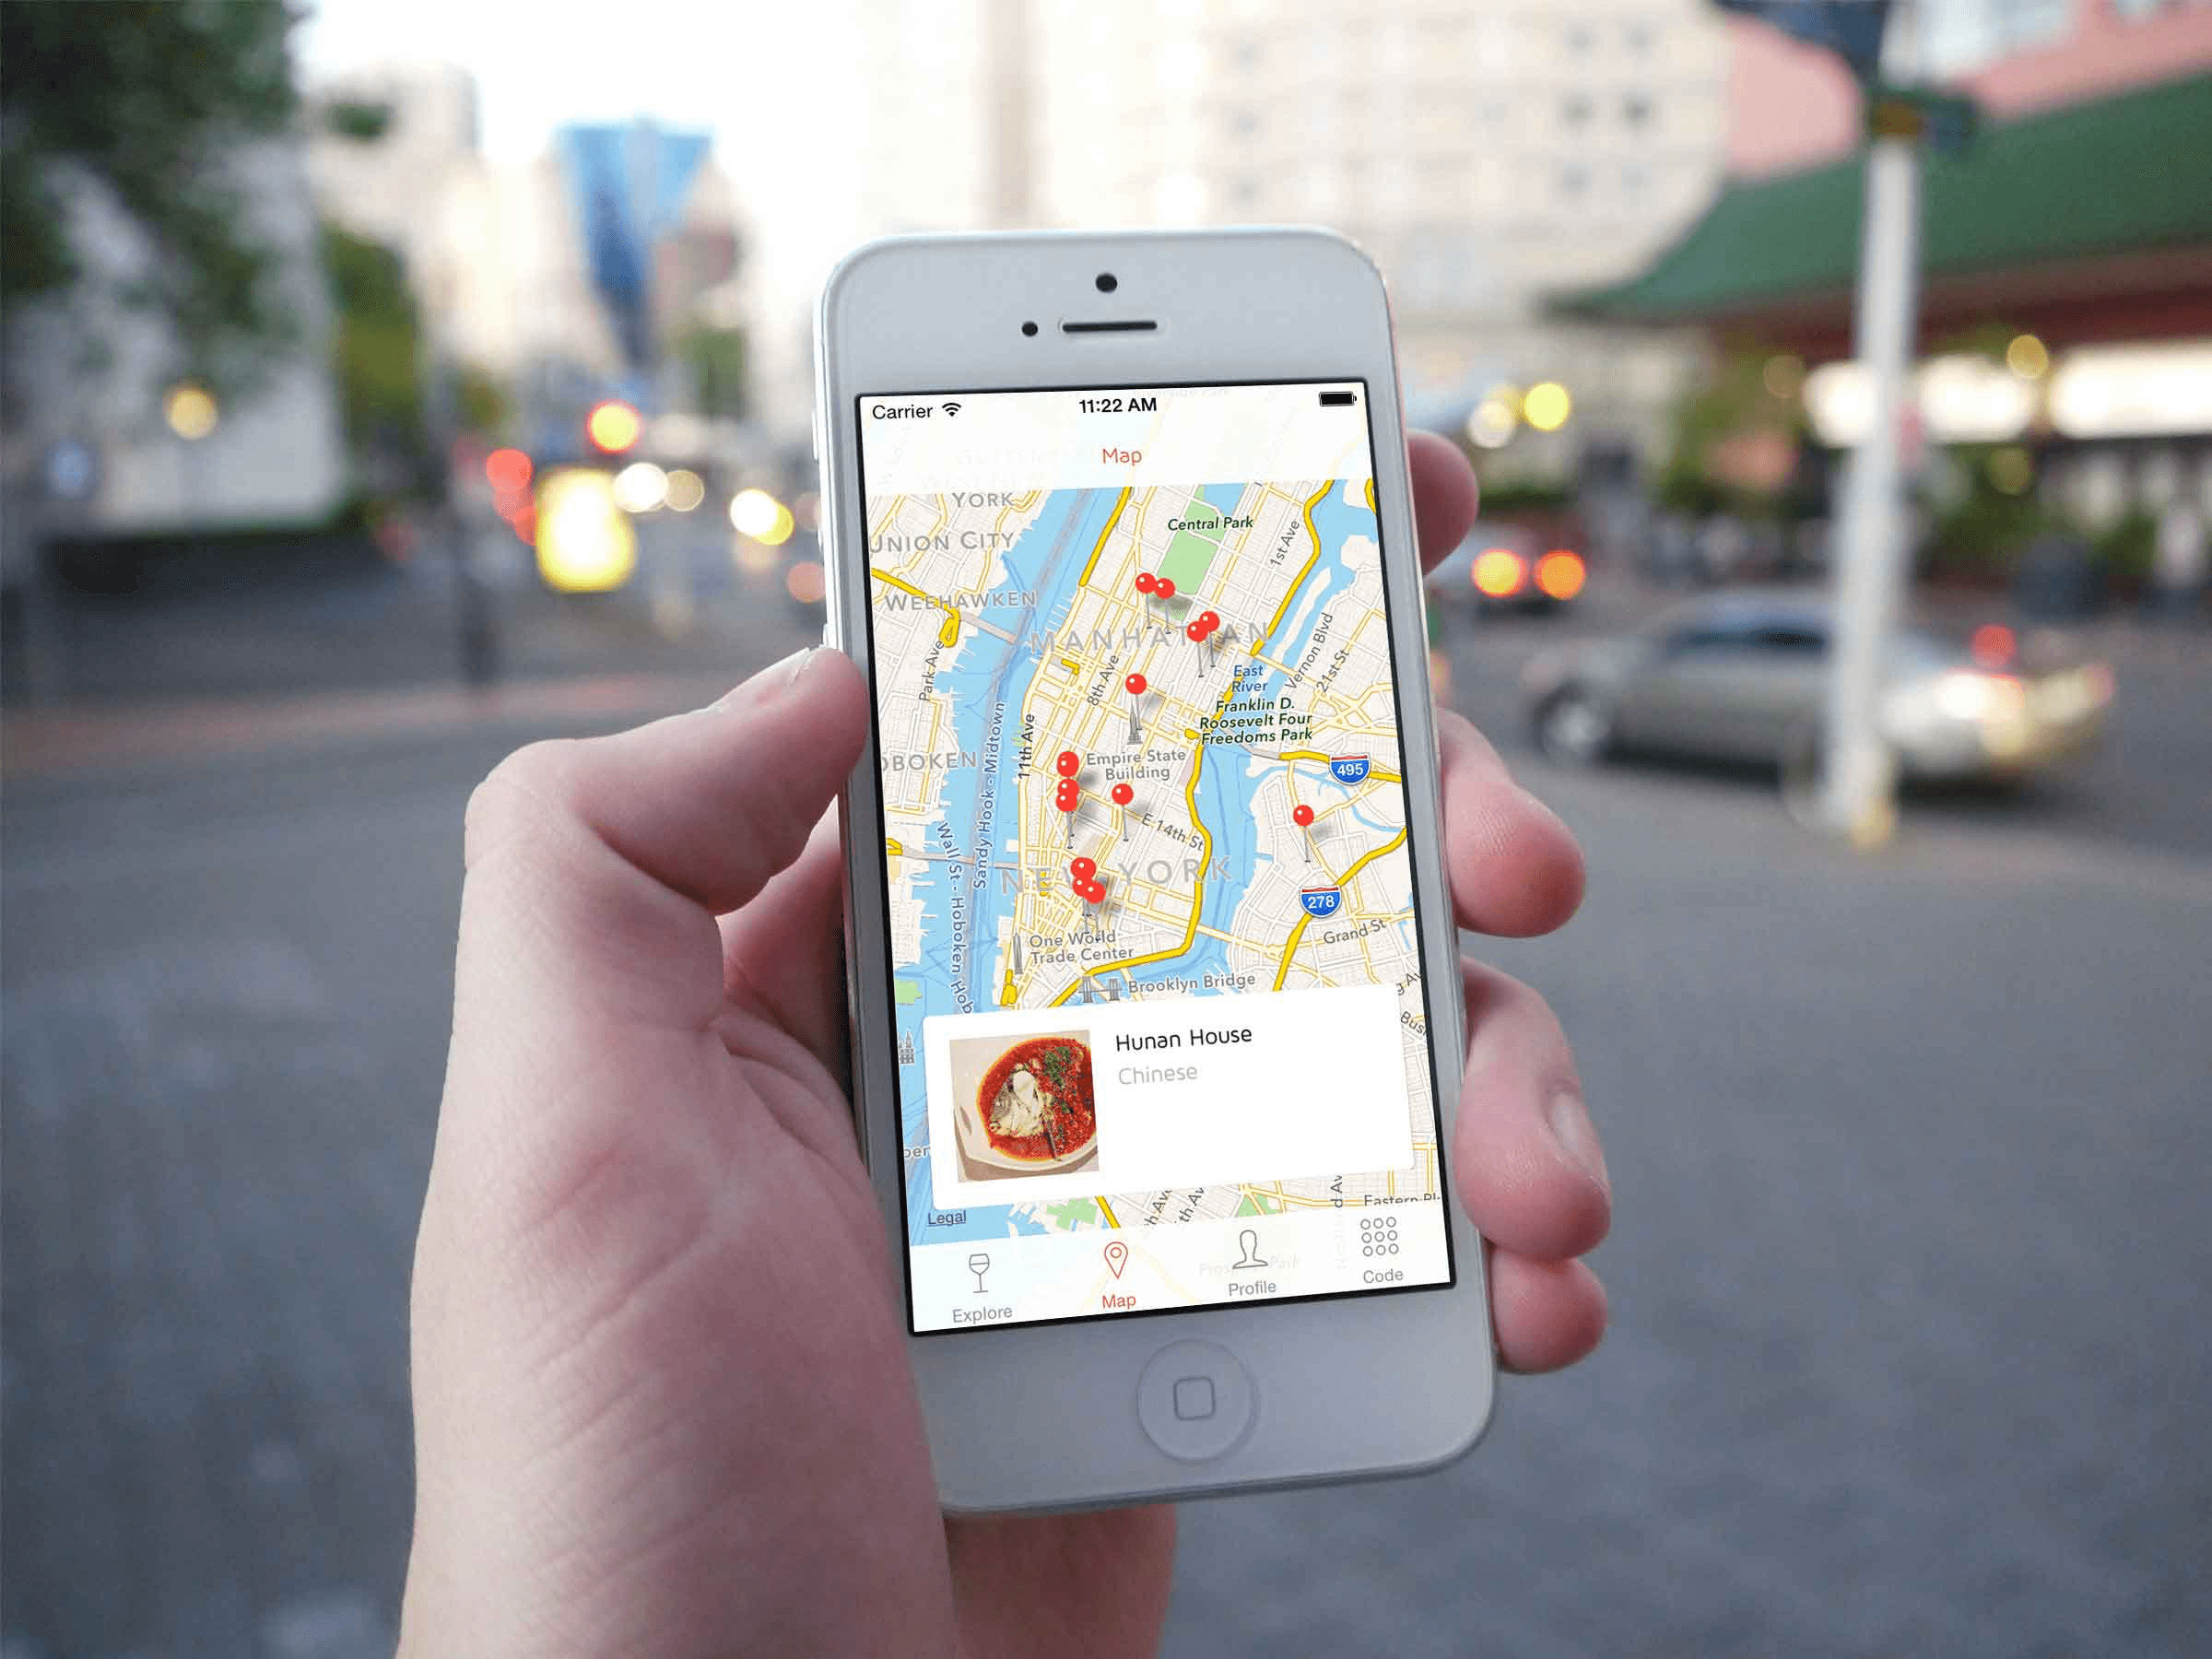 Carrier
11:22 AM
Map
YORK
UNION CITY
Central Park
1st Ave
WEEHAWKEN
MANHATTAN
Park Ave
8th Ave
East
River
Vernon Blvd
21st St
Franklin D.
Roosevelt Four
Freedoms Park
11th Ave
Sandy Hook - Midtown
OBOKEN
Empire State
Building
495
E 14th St
Wall St - Hoboken Hob
NEW YORK
278
Grand St
One World
Trade Center
Brooklyn Bridge
Hunan House
Chinese
Legal
Eastern
Explore
Map
Profile
Code